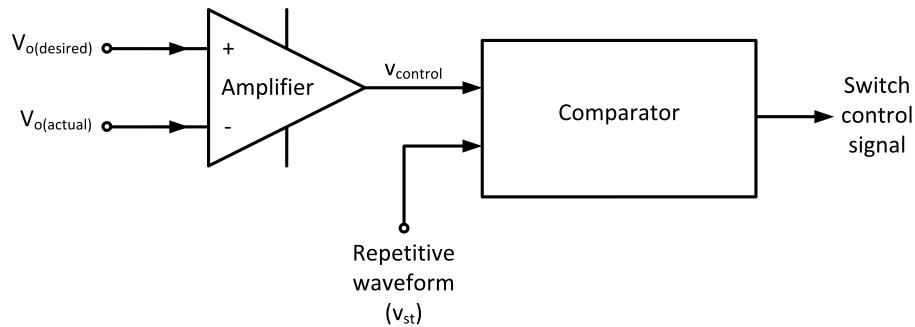 Vo(desired)
+
Amplifier
Vo(actual)
-
vcontrol
Comparator
Switch
control
signal
Repetitive
waveform
(vst)